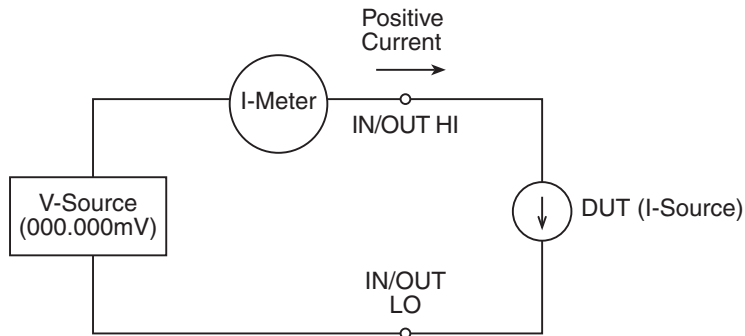 Positive
Current
I-Meter
IN/OUT HI
V-Source
(000.000mV)
DUT (I-Source)
IN/OUT
LO